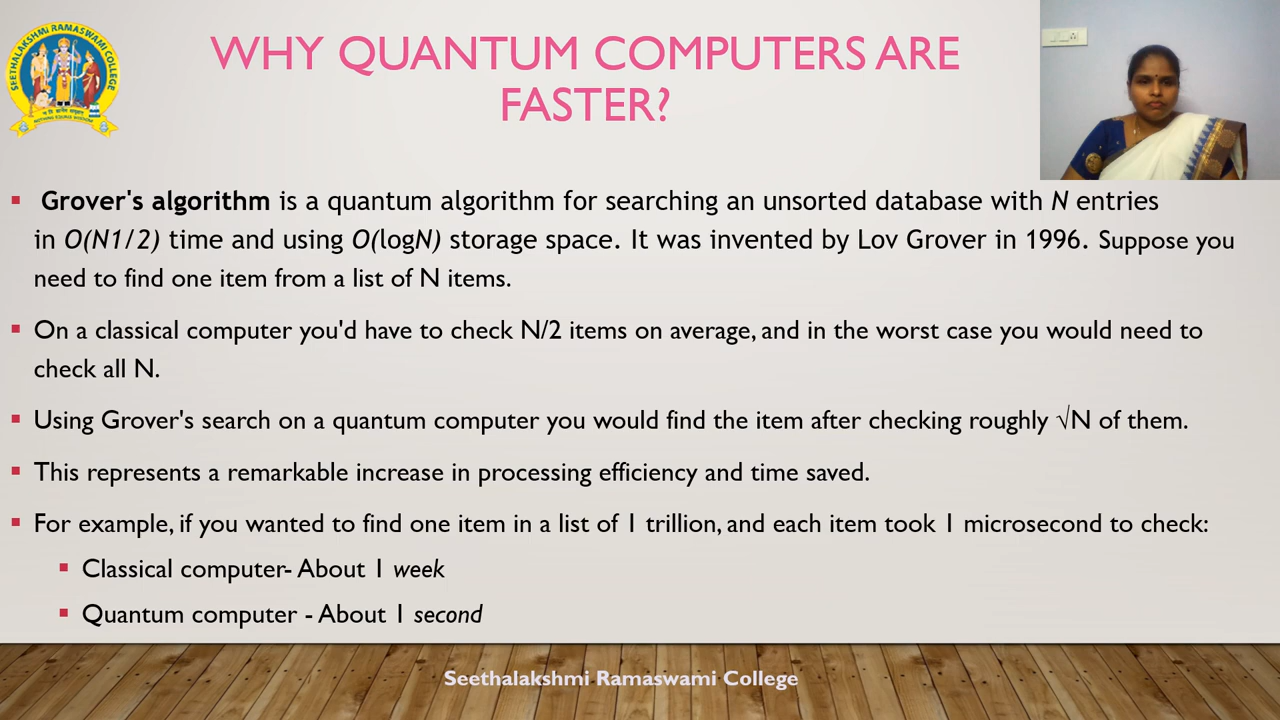 SEETHALAKSHMI RAMASWAMI COLLEGE
WHY QUANTUM COMPUTERS ARE
FASTER?
▪ Grover's algorithm is a quantum algorithm for searching an unsorted database with N entries
in O(N1/2) time and using O(logN) storage space. It was invented by Lov Grover in 1996. Suppose you
need to find one item from a list of N items.
▪ On a classical computer you'd have to check N/2 items on average, and in the worst case you would need to
check all N.
▪ Using Grover's search on a quantum computer you would find the item after checking roughly √N of them.
▪ This represents a remarkable increase in processing efficiency and time saved.
▪ For example, if you wanted to find one item in a list of 1 trillion, and each item took 1 microsecond to check:
▪ Classical computer- About 1 week
▪ Quantum computer - About 1 second
Seethalakshmi Ramaswami College